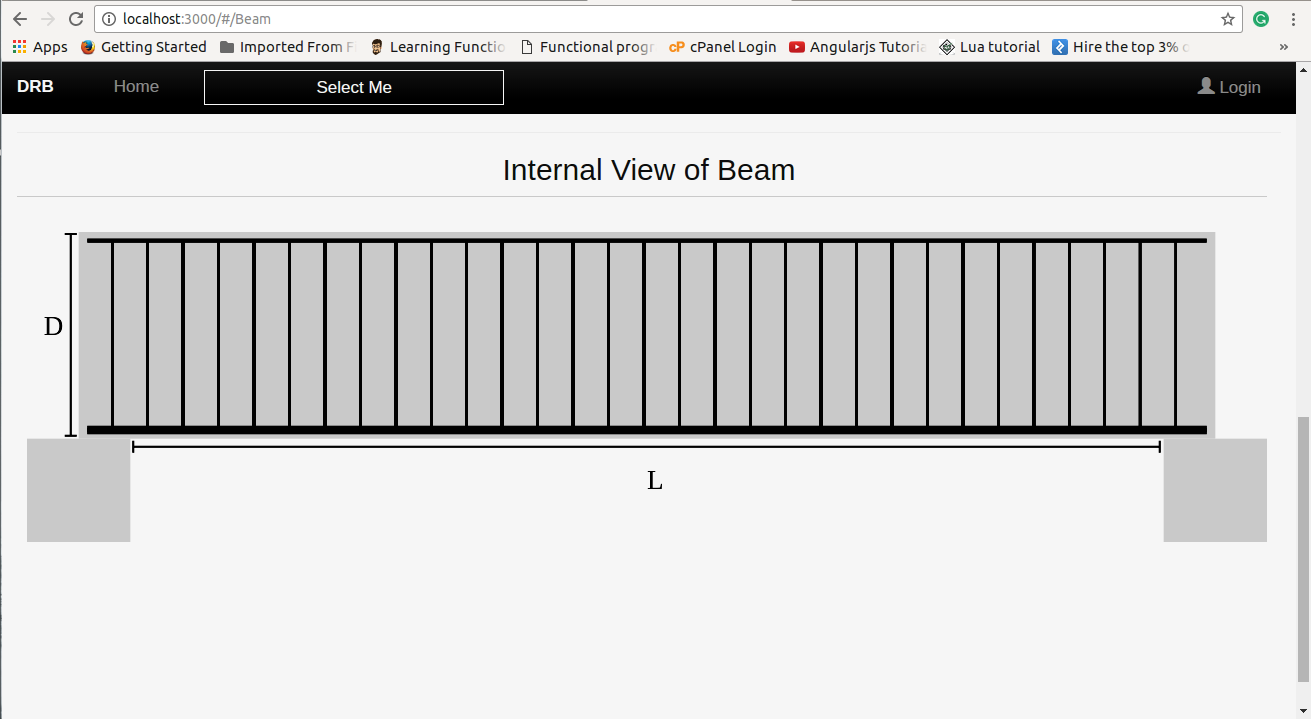 localhost:3000/#/Beam
Apps Getting Started Imported From Learning Functio Functional progr cPanel Login Angularjs Tutoria Lua tutorial Hire the top 3%
DRB Home Select Me Login
Internal View of Beam
D
L